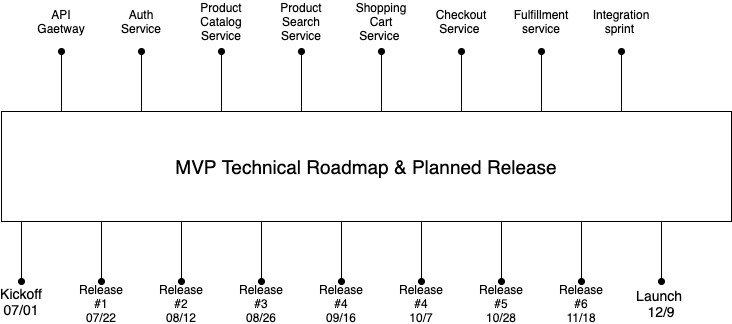 API
Gaetway
Auth
Service
Product
Catalog
Service
Product
Search
Service
Shopping
Cart
Service
Checkout
Service
Fulfillment
service
Integration
sprint
MVP Technical Roadmap & Planned Release
Kickoff
07/01
Release
#1
07/22
Release
#2
08/12
Release
#3
08/26
Release
#4
09/16
Release
#4
10/7
Release
#5
10/28
Release
#6
11/18
Launch
12/9